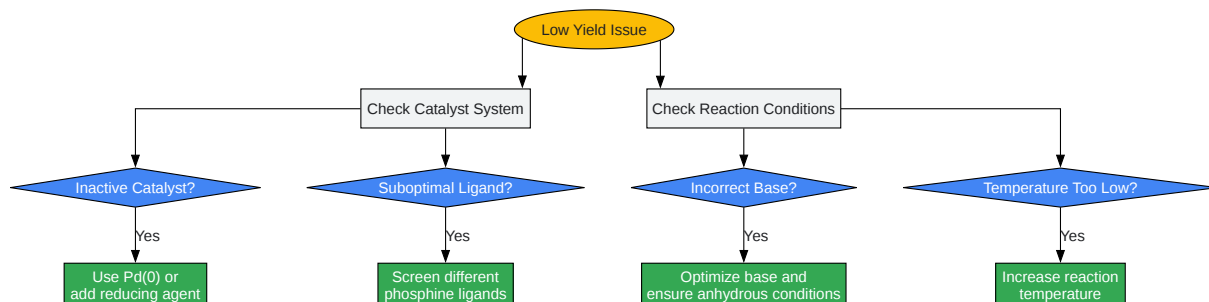 Low Yield Issue
Check Catalyst System
Check Reaction Conditions
Inactive Catalyst?
Suboptimal Ligand?
Incorrect Base?
Temperature Too Low?
Yes
Yes
Yes
Yes
Use Pd(0) or
add reducing agent
Screen different
phosphine ligands
Optimize base and
ensure anhydrous conditions
Increase reaction
temperature